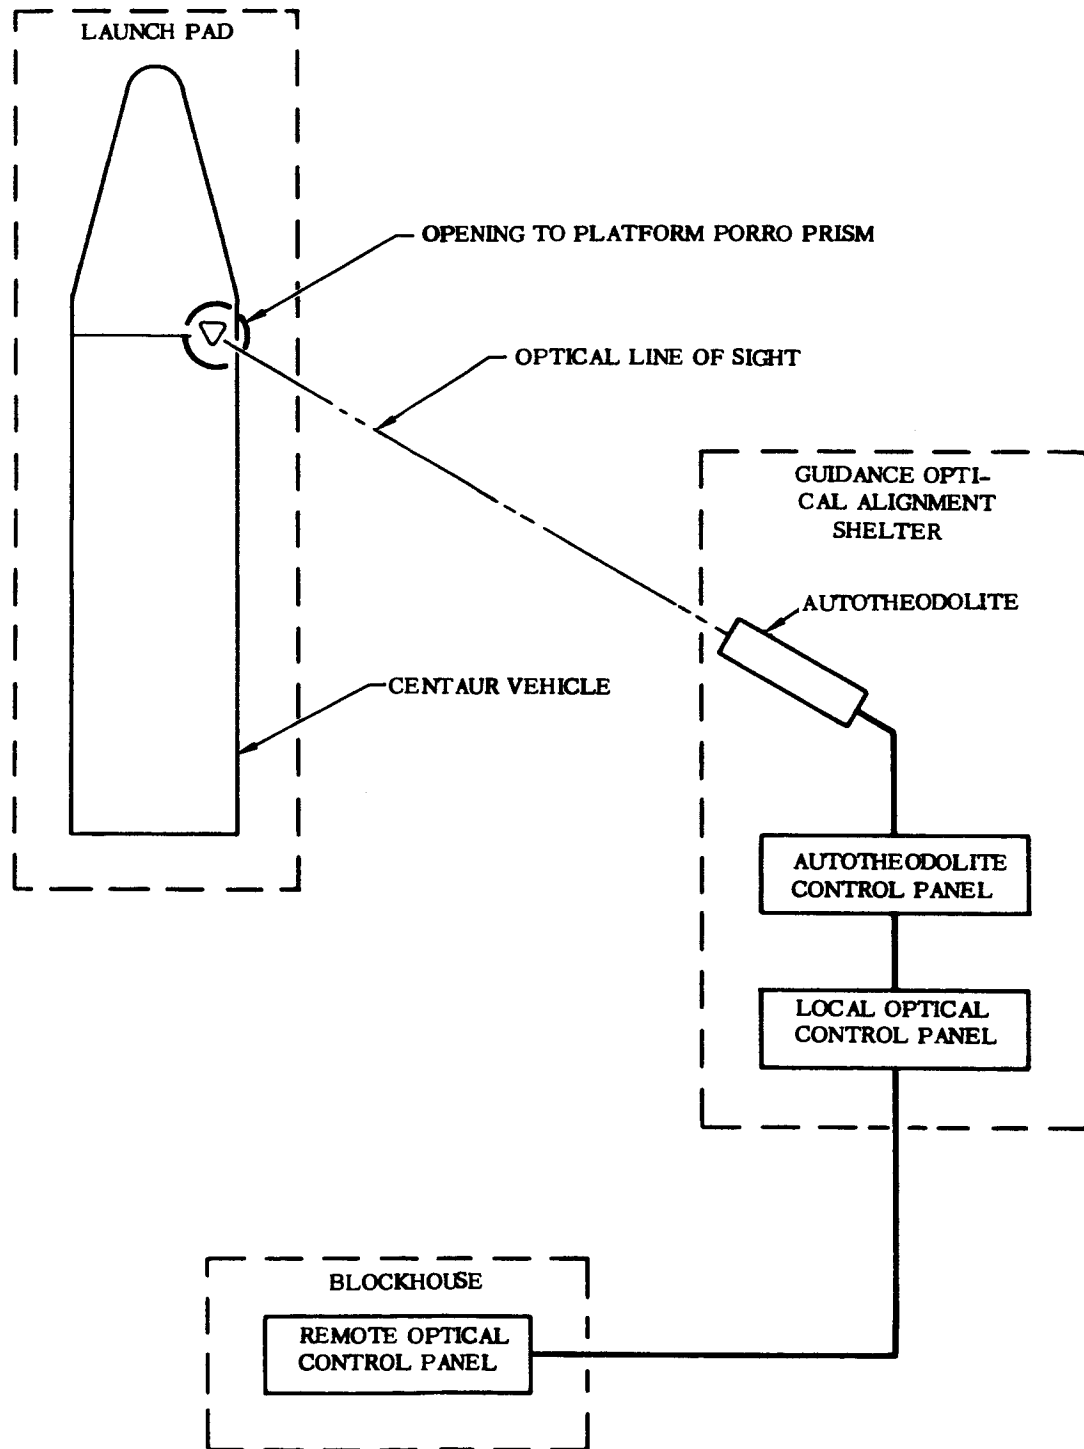 LAUNCH PAD
OPENING TO PLATFORM PORRO PRISM
OPTICAL LINE OF SIGHT
GUIDANCE OPTI-
CAL ALIGNMENT
SHELTER
AUTOTHEODOLITE
CENTAUR VEHICLE
AUTOTHEODOLITE
CONTROL PANEL
LOCAL OPTICAL
CONTROL PANEL
BLOCKHOUSE
REMOTE OPTICAL
CONTROL PANEL